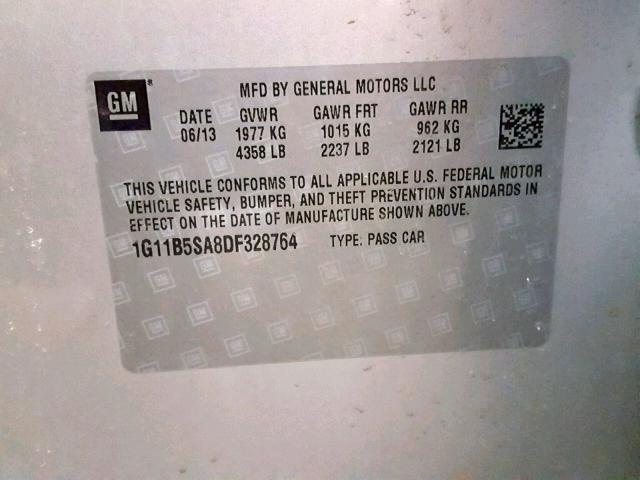 GM ®
MFD BY GENERAL MOTORS LLC
DATE GVWR GAWR FRT GAWR RR
06/13 1977 KG 1015 KG 962 KG
4358 LB 2237 LB 2121 LB
THIS VEHICLE CONFORMS TO ALL APPLICABLE U.S. FEDERAL MOTOR
VEHICLE SAFETY, BUMPER, AND THEFT PREVENTION STANDARDS IN
EFFECT ON THE DATE OF MANUFACTURE SHOWN ABOVE.
1G11B5SA8DF328764 TYPE: PASS CAR